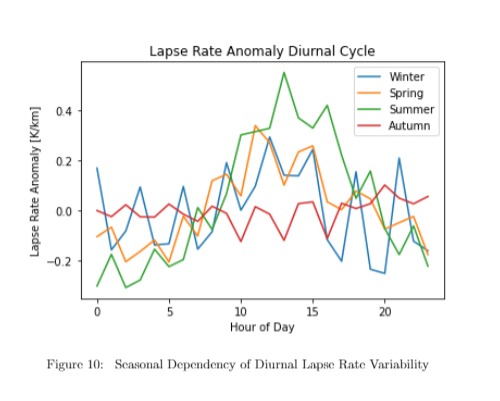 Lapse Rate Anomaly Diurnal Cycle
Winter
Spring
Summer
Autumn
Lapse Rate Anomaly [K/km]
0.4
0.2
0.0
−0.2
0 5 10 15 20
Hour of Day
Figure 10: Seasonal Dependency of Diurnal Lapse Rate Variability